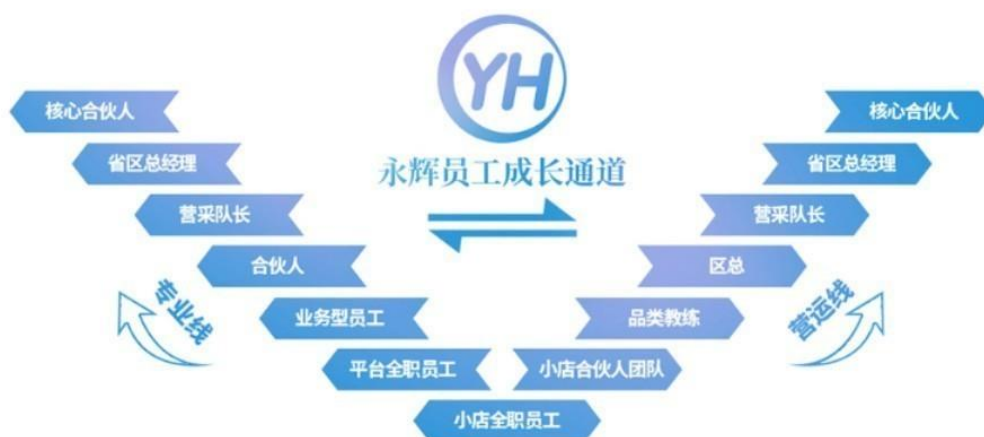 YH
永辉员工成长通道
核心合伙人
核心合伙人
省区总经理
省区总经理
营采队长
营采队长
合伙人
区总
专业线
营运线
业务型员工
品类教练
平台全职员工
小店合伙人团队
小店全职员工